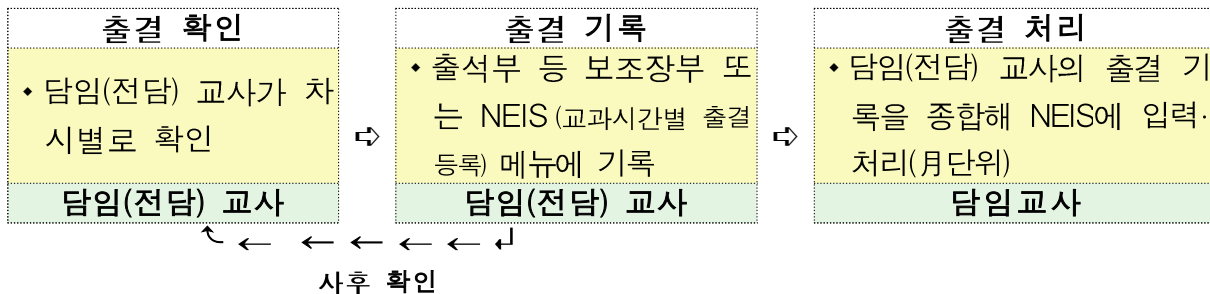 출결 확인
◆ 담임(전담) 교사가 차
시별로 확인
담임(전담) 교사
➪
출결 기록
◆ 출석부 등 보조장부 또
는 NEIS (교과시간별 출결
등록) 메뉴에 기록
담임(전담) 교사
➪
출결 처리
◆ 담임(전담) 교사의 출결 기
록을 종합해 NEIS에 입력·
처리(月단위)
담임교사
← ← ← ← ←
사후 확인